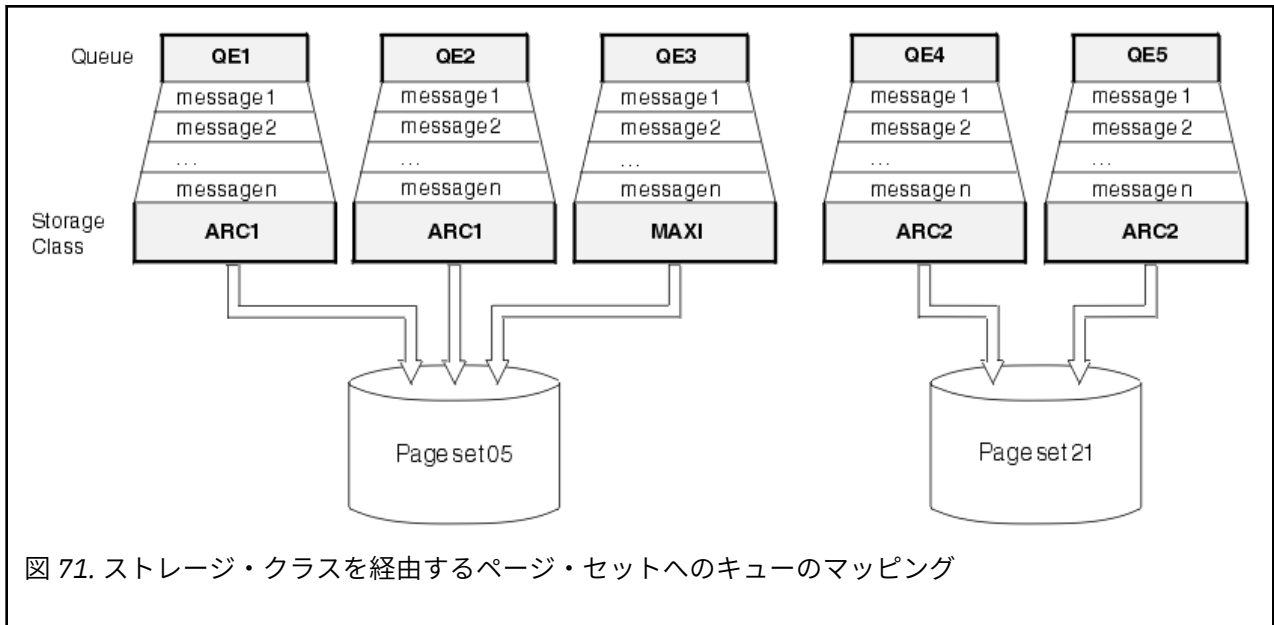 Queue QE1 QE2 QE3 QE4 QE5
message1 message1 message1 message1 message1
message2 message2 message2 message2 message2
... ... ... ... ...
messagen messagen messagen messagen messagen
Storage
Class
ARC1 ARC1 MAXI ARC2 ARC2
Page set 05 Page set 21
図 71. ストレージ・クラスを経由するページ・セットへのキューのマッピング